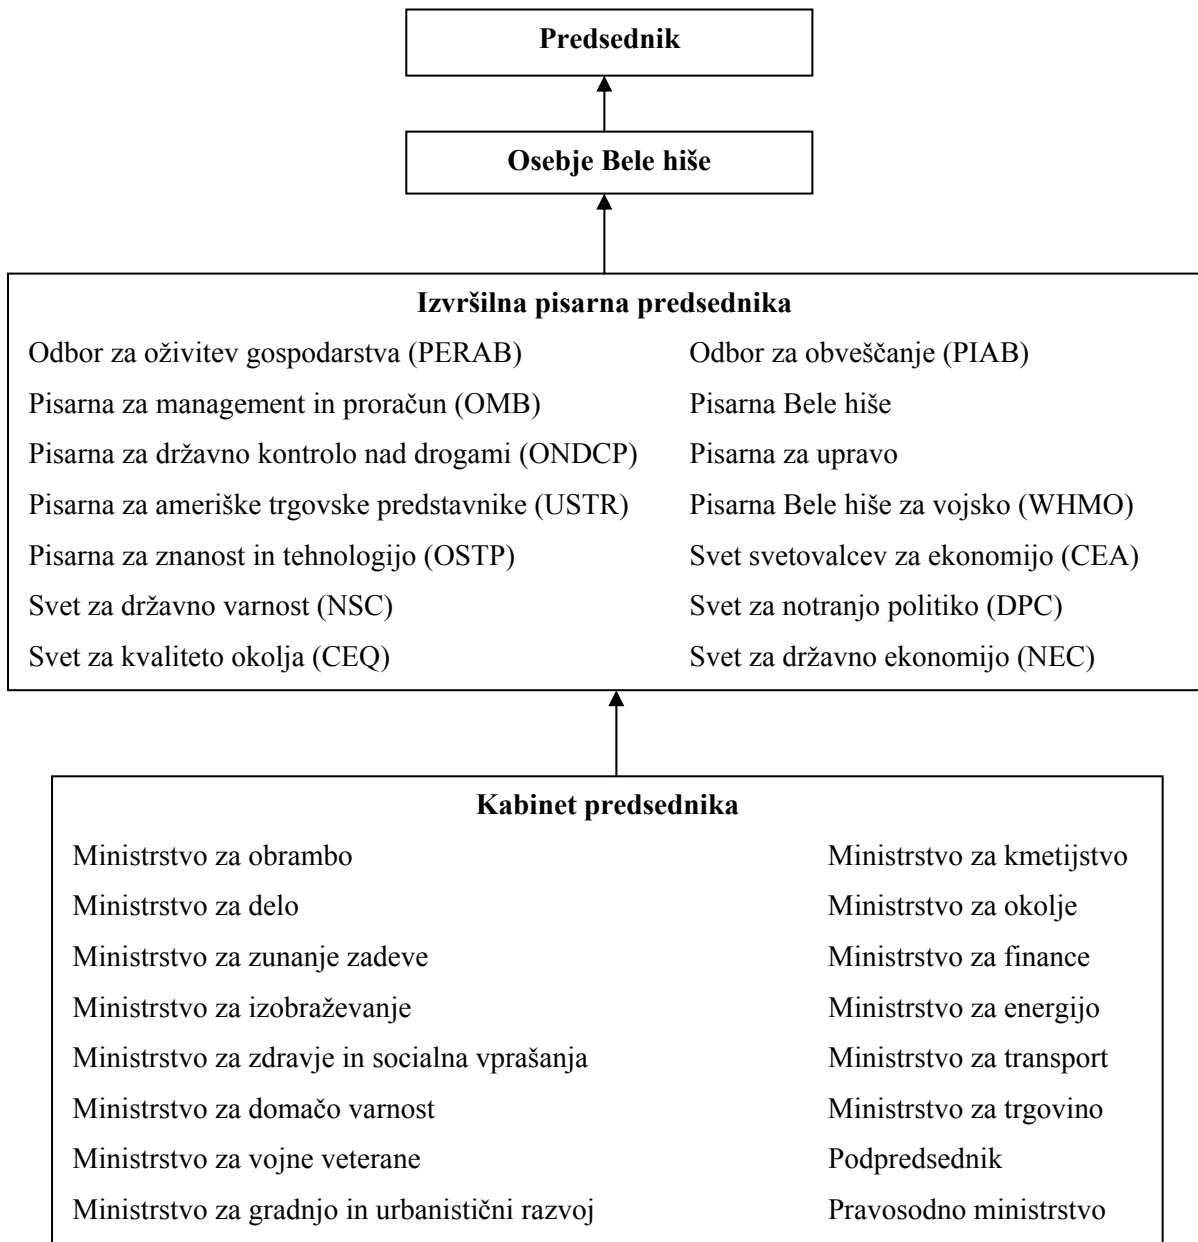 Predsednik
Osebje Bele hiše
Izvršilna pisarna predsednika
Odbor za oživitev gospodarstva (PERAB)
Odbor za obveščanje (PIAB)
Pisarna za management in proračun (OMB)
Pisarna Bele hiše
Pisarna za državno kontrolo nad drogami (ONDCP)
Pisarna za upravo
Pisarna za ameriške trgovske predstavnike (USTR)
Pisarna Bele hiše za vojsko (WHMO)
Pisarna za znanost in tehnologijo (OSTP)
Svet svetovalcev za ekonomijo (CEA)
Svet za državno varnost (NSC)
Svet za notranjo politiko (DPC)
Svet za kvaliteto okolja (CEQ)
Svet za državno ekonomijo (NEC)
Kabinet predsednika
Ministrstvo za obrambo
Ministrstvo za kmetijstvo
Ministrstvo za delo
Ministrstvo za okolje
Ministrstvo za zunanje zadeve
Ministrstvo za finance
Ministrstvo za izobraževanje
Ministrstvo za energijo
Ministrstvo za zdravje in socialna vprašanja
Ministrstvo za transport
Ministrstvo za domačo varnost
Ministrstvo za trgovino
Ministrstvo za vojne veterane
Podpredsednik
Ministrstvo za gradnjo in urbanistični razvoj
Pravosodno ministrstvo